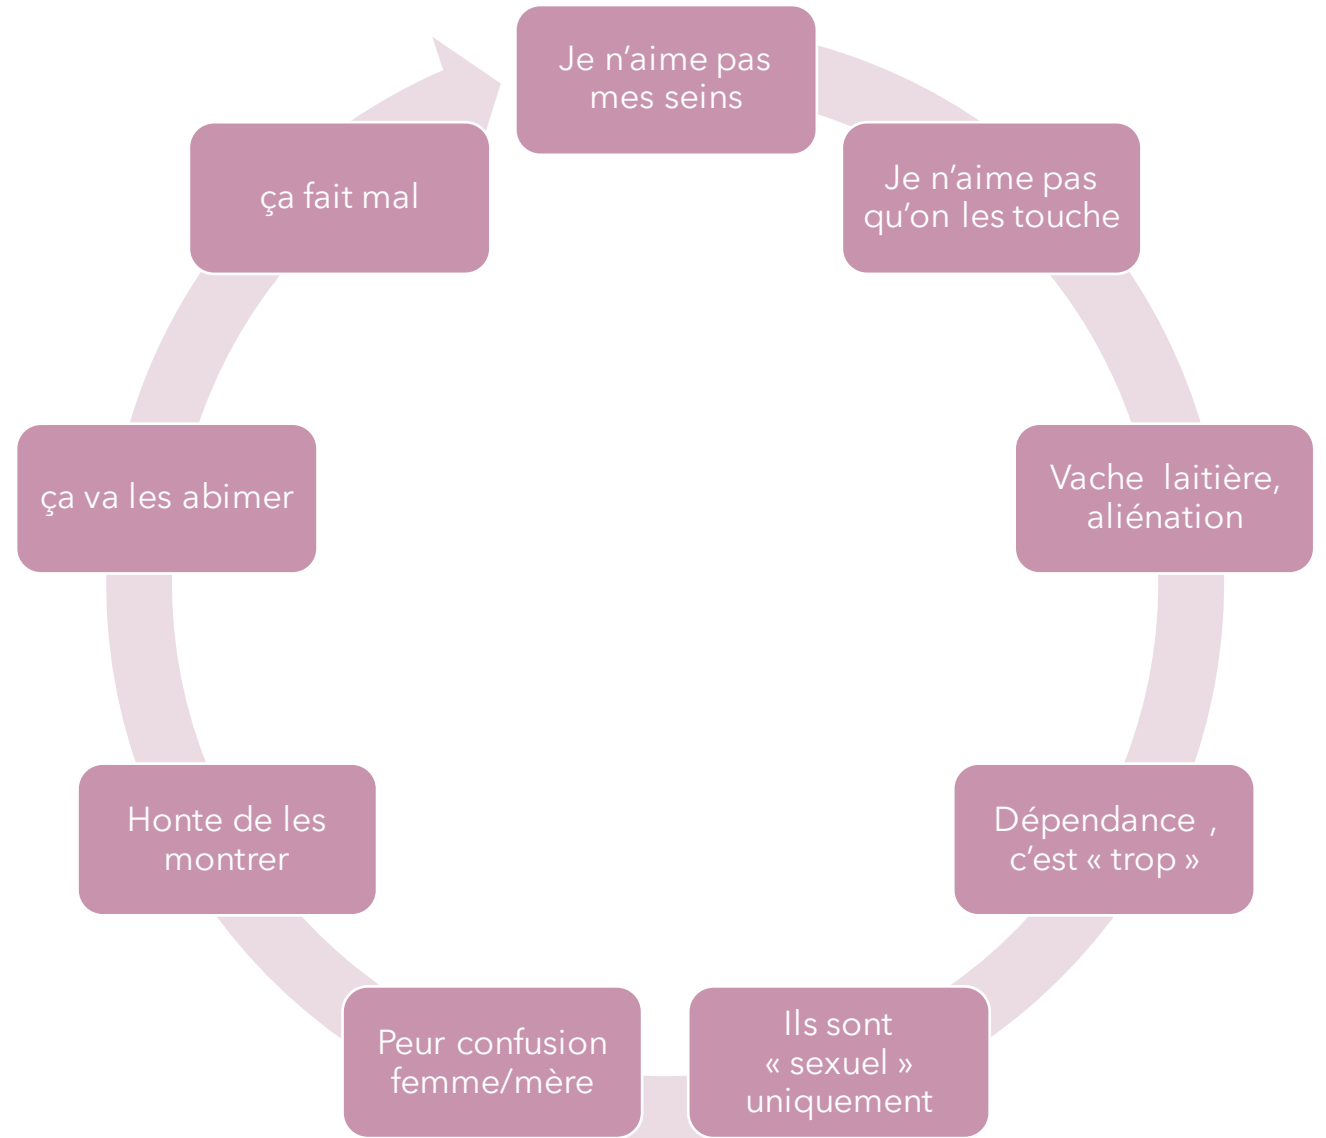 Je n’aime pas
mes seins
Je n’aime pas
qu’on les touche
Vache laitière,
aliénation
Dépendance ,
c’est « trop »
Ils sont
« sexuel »
uniquement
Peur confusion
femme/mère
Honte de les
montrer
ça va les abimer
ça fait mal